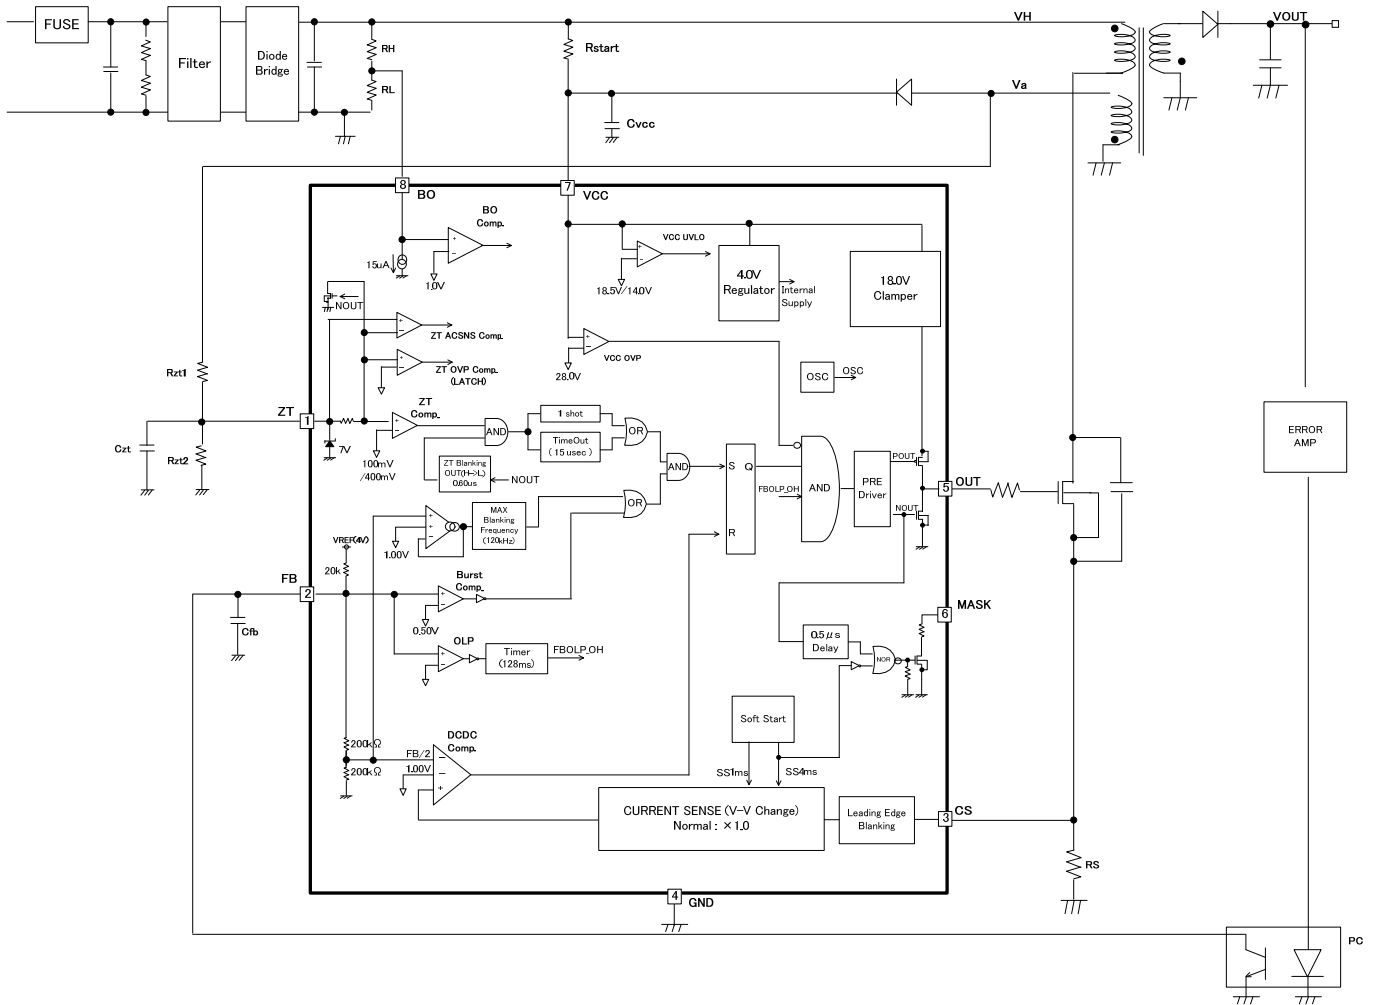 FUSE
Filter
Diode
Bridge
RH
RL
Rstart
VH
VOUT
Va
Cvcc
8
BO
7
VCC
BO
Comp.
15uA
1.0V
VCC UVLO
18.5V/14.0V
4.0V
Regulator
Internal
Supply
18.0V
Clamper
NOUT
ZT ACSNS Comp.
ZT OVP Comp.
(LATCH)
VCC OVP
28.0V
OSC
OSC
Rzt1
ZT
1
Czt
Rzt2
7V
ZT
Comp.
100mV
/400mV
AND
1 shot
TimeOut
( 15 usec )
OR
ZT Blanking
OUT(H->L)
0.60us
NOUT
AND
OR
S
Q
R
FBOLP_OH
AND
PRE
Driver
POUT
NOUT
5
OUT
ERROR
AMP
1.00V
MAX
Blanking
Frequency
(120kHz)
VREF(4V)
20k
FB
2
Cfb
Burst
Comp.
0.50V
OLP
Timer
(128ms)
FBOLP_OH
6
MASK
0.5μs
Delay
NOR
Soft Start
SS1ms
SS4ms
200kΩ
200kΩ
FB/2
1.00V
DCDC
Comp.
CURRENT SENSE (V-V Change)
Normal : ×1.0
Leading Edge
Blanking
3
CS
RS
4
GND
PC